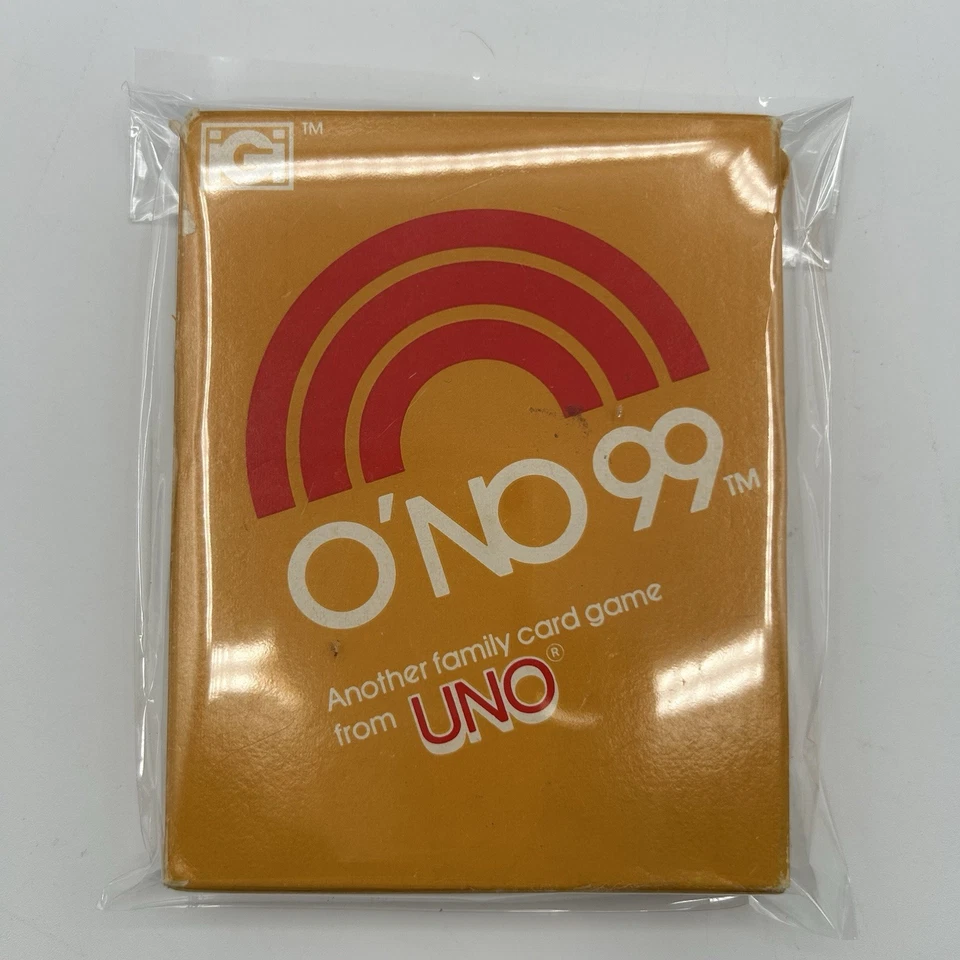 iGi™
O'NO 99™
Another family card game
from UNO®